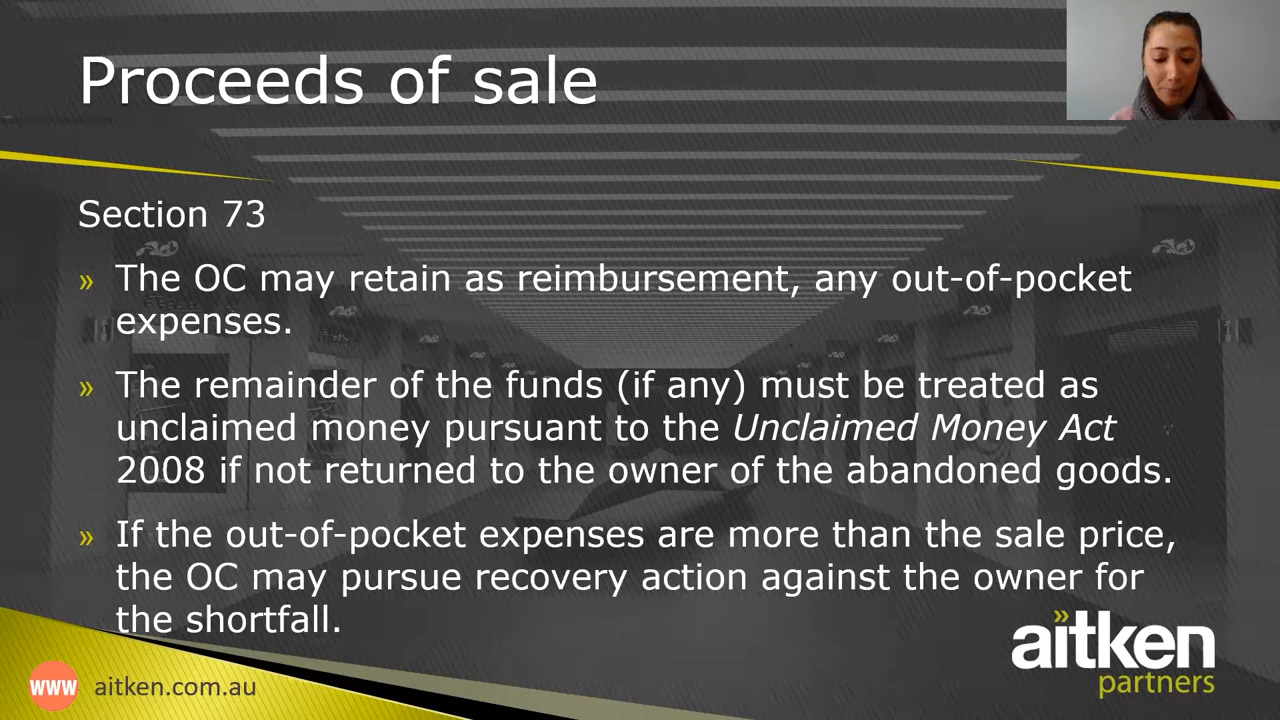 Proceeds of sale
Section 73
» The OC may retain as reimbursement, any out-of-pocket
expenses.
» The remainder of the funds (if any) must be treated as
unclaimed money pursuant to the Unclaimed Money Act
2008 if not returned to the owner of the abandoned goods.
» If the out-of-pocket expenses are more than the sale price,
the OC may pursue recovery action against the owner for
the shortfall.
» aitken
partners
www aitken.com.au